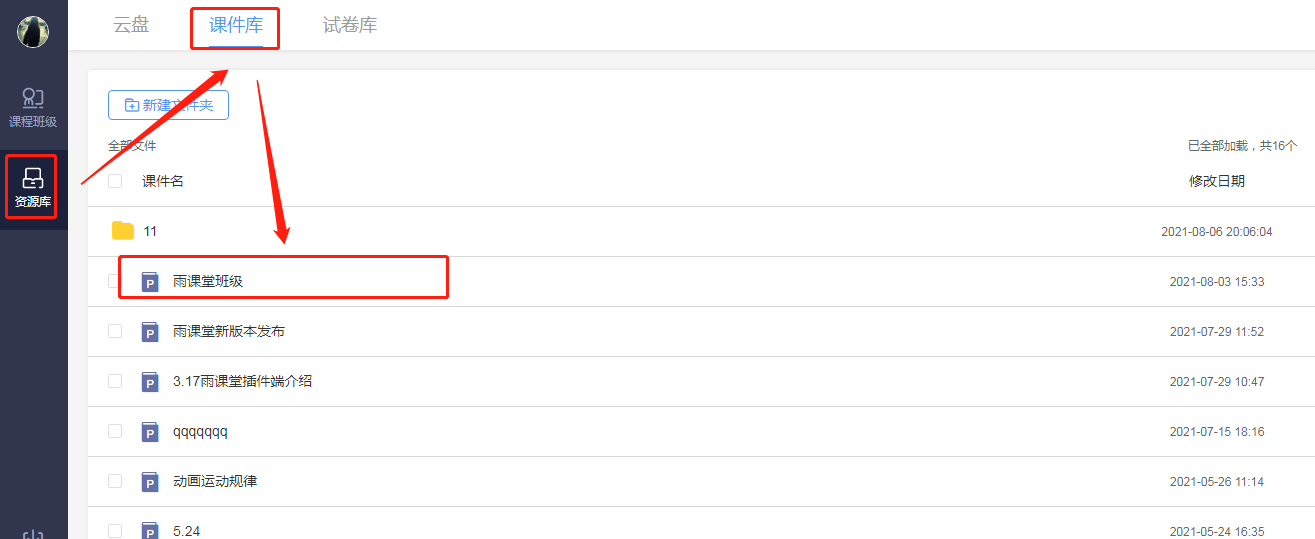 云盘
课件库
试卷库
课程班级
资源库
新建文件夹
全部文件
已全部加载，共16个
课件名
修改日期
11
2021-08-06 20:06:04
P
雨课堂班级
2021-08-03 15:33
P
雨课堂新版本发布
2021-07-29 11:52
P
3.17雨课堂插件端介绍
2021-07-29 10:47
P
qqqqqqq
2021-07-15 18:16
P
动画运动规律
2021-05-26 11:14
P
5.24
2021-05-24 16:35